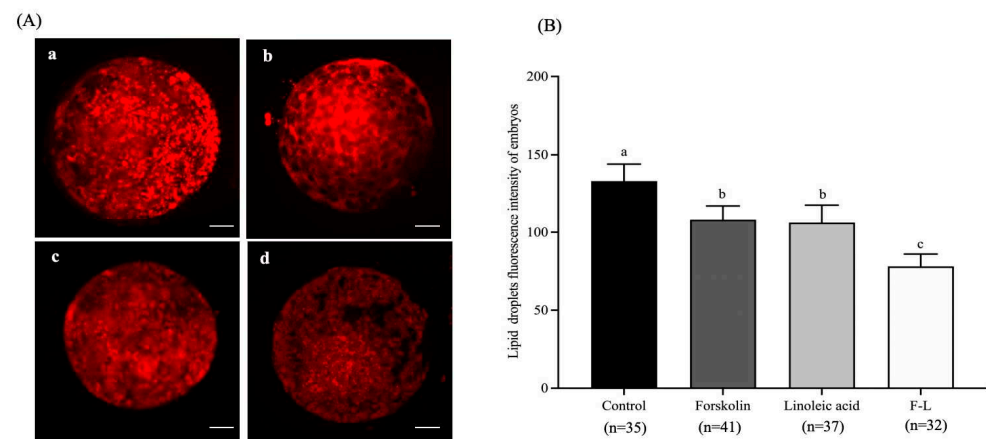 (A)
a
b
c
d
(B)
Lipid droplets fluorescence intensity of embryos
200
150
100
50
0
a
b
b
c
Control
(n=35)
Forskolin
(n=41)
Linoleic acid
(n=37)
F-L
(n=32)